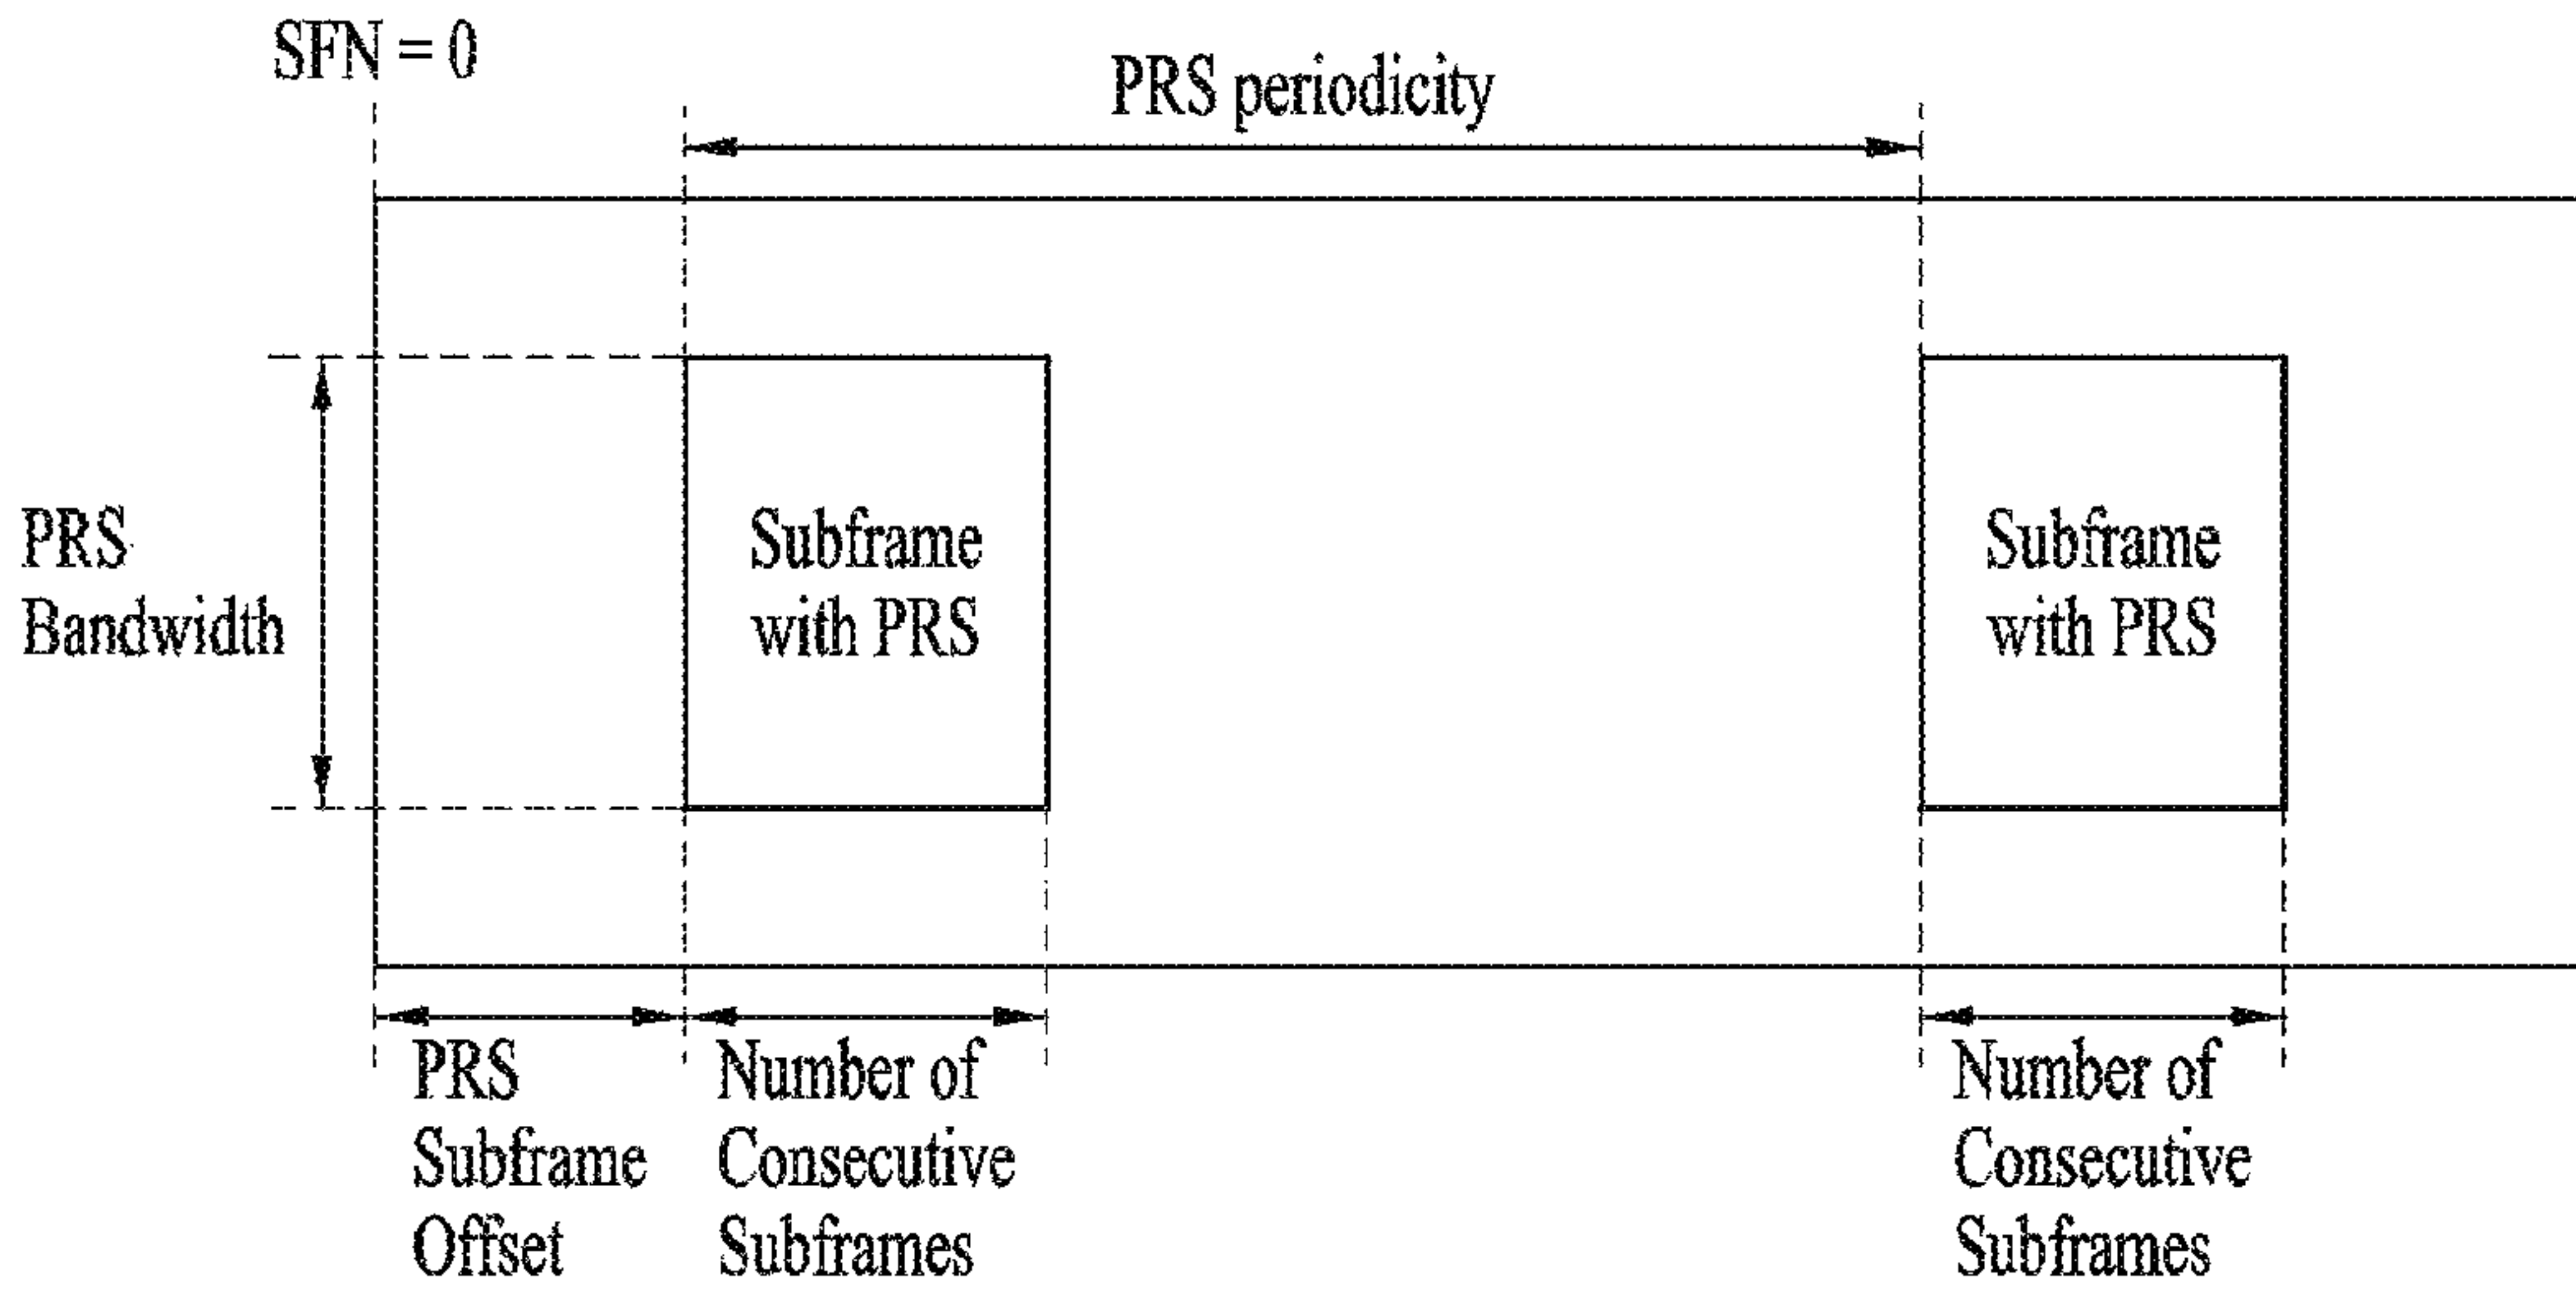 SFN = 0
PRS periodicity
PRS
Bandwidth
Subframe
with PRS
Subframe
with PRS
PRS
Subframe
Offset
Number of
Consecutive
Subframes
Number of
Consecutive
Subframes